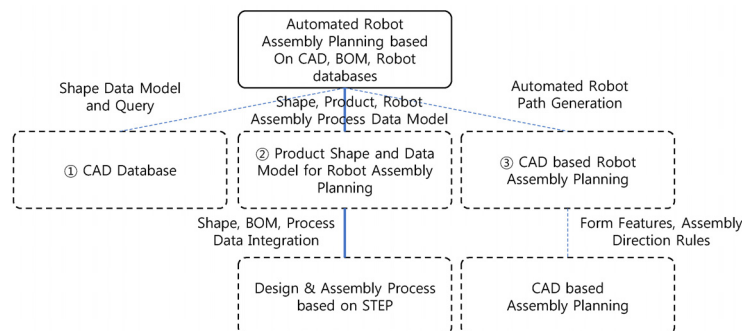 Automated Robot
Assembly Planning based
On CAD, BOM, Robot
databases
Shape Data Model
and Query
Shape, Product, Robot
Assembly Process Data Model
Automated Robot
Path Generation
① CAD Database
② Product Shape and Data
Model for Robot Assembly
Planning
③ CAD based Robot
Assembly Planning
Shape, BOM, Process
Data Integration
Form Features, Assembly
Direction Rules
Design & Assembly Process
based on STEP
CAD based
Assembly Planning